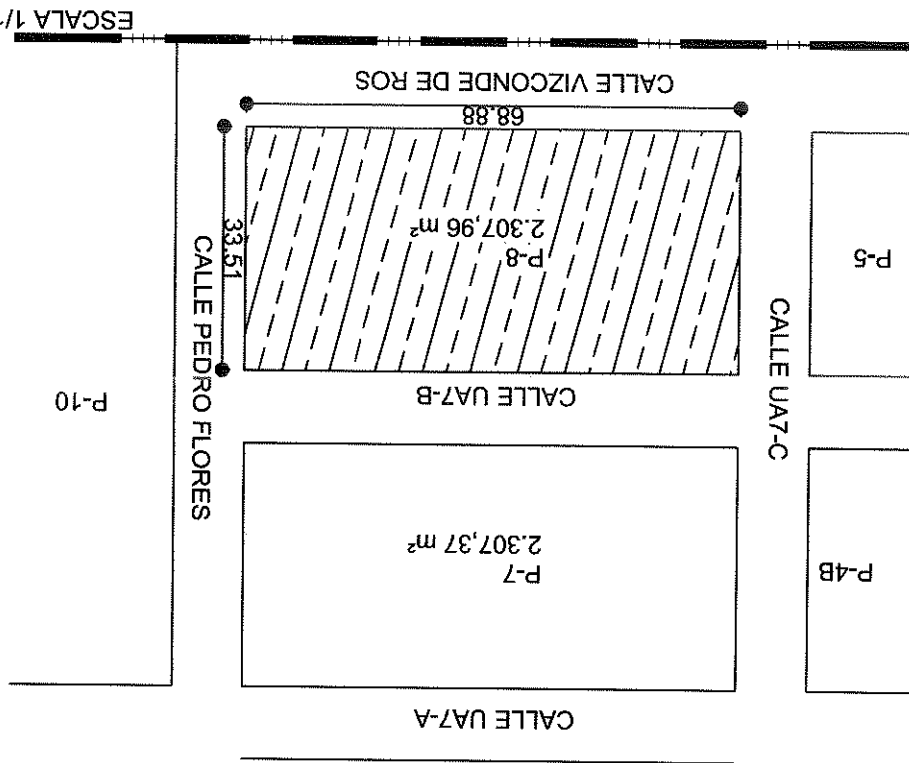 CALLE UA7-A
P-4B
P-7
2.307,37 m²
CALLE UA7-C
CALLE PEDRO FLORES
P-10
CALLE UA7-B
P-5
P-8
2.307,96 m²
33.51
68.88
CALLE VIZCONDE DE ROS
ESCALA 1/